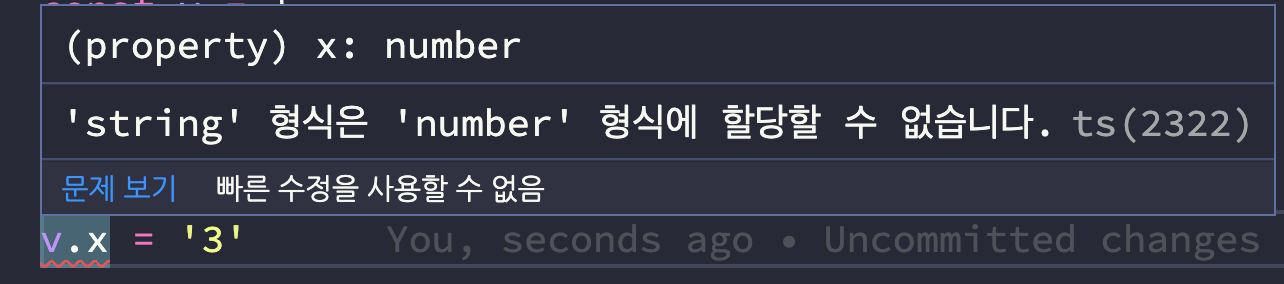 (property) x: number
'string' 형식은 'number' 형식에 할당할 수 없습니다. ts(2322)
문제 보기 빠른 수정을 사용할 수 없음
v.x = '3' You, seconds ago • Uncommitted changes